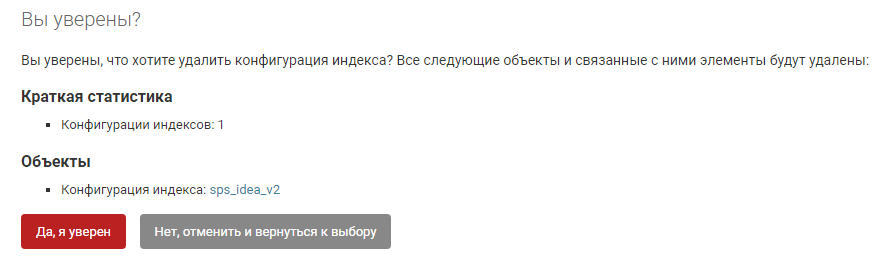 Вы уверены?
Вы уверены, что хотите удалить конфигурация индекса? Все следующие объекты и связанные с ними элементы будут удалены:
Краткая статистика
Конфигурации индексов: 1
Объекты
Конфигурация индекса: sps_idea_v2
Да, я уверен
Нет, отменить и вернуться к выбору